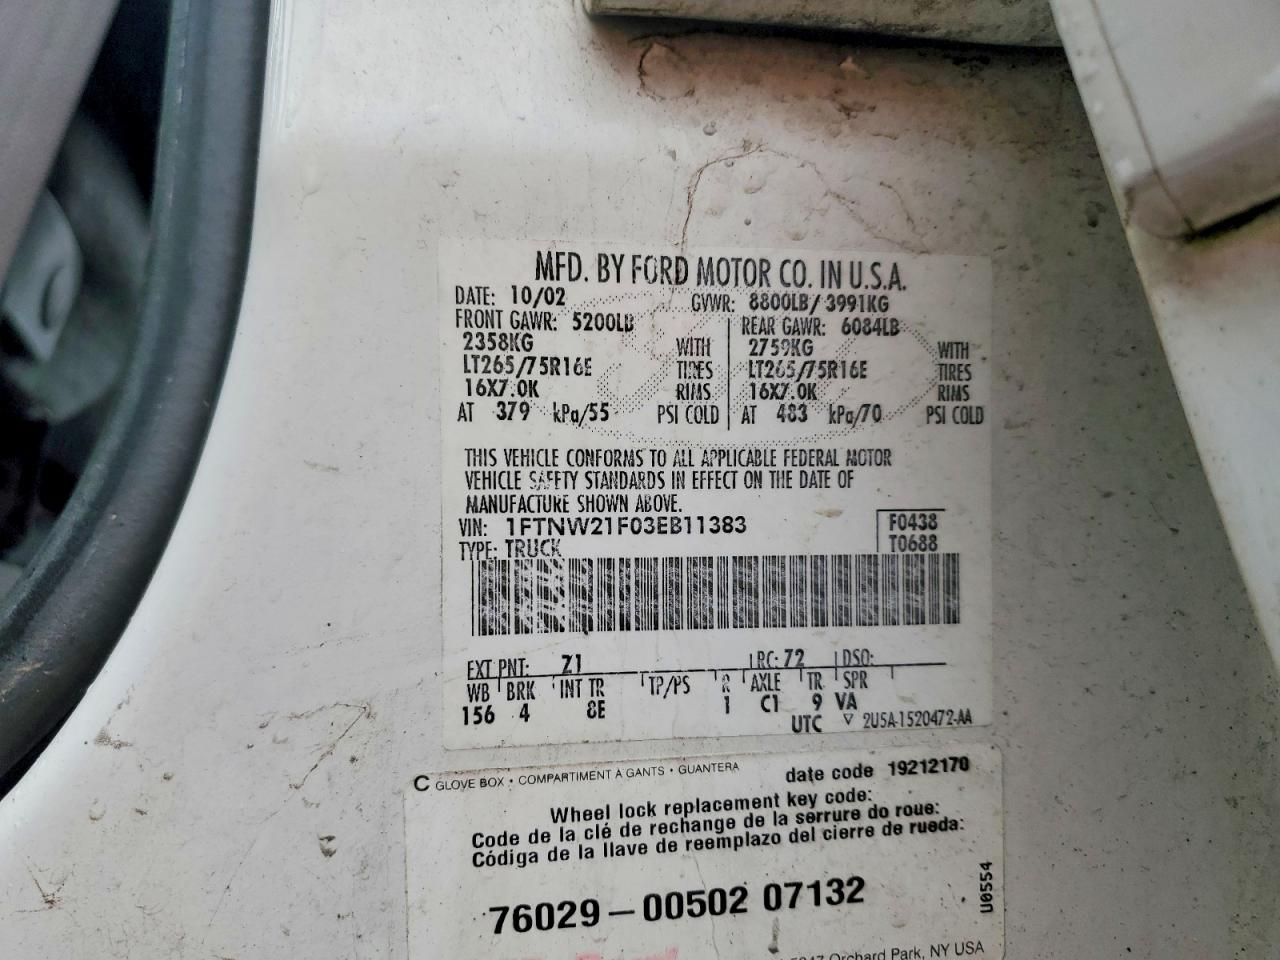 MFD. BY FORD MOTOR CO. IN U.S.A.
DATE: 10/02 GVWR: 8800LB/ 3991KG
FRONT GAWR: 5200LB REAR GAWR: 6084LB
2358KG WITH 2759KG WITH
LT265/75R16E TIRES LT265/75R16E TIRES
16X7.0K RIMS 16X7.0K RIMS
AT 379 kPa/55 PSI COLD AT 483 kPa/70 PSI COLD
THIS VEHICLE CONFORMS TO ALL APPLICABLE FEDERAL MOTOR
VEHICLE SAFETY STANDARDS IN EFFECT ON THE DATE OF
MANUFACTURE SHOWN ABOVE.
VIN: 1FTNW21F03EB11383 F0438
TYPE: TRUCK T0688
EXT PNT: Z1 RC: 72 DSO:
WB BRK INT TR TP/PS R AXLE TR SPR
156 4 8E 1 C1 9 VA
UTC ▽ 2U5A-1520472-AA
C GLOVE BOX • COMPARTIMENT À GANTS • GUANTERA date code 19212170
Wheel lock replacement key code:
Code de la clé de rechange de la serrure do roue:
Códiga de la llave de reemplazo del cierre de rueda:
76029-00502 07132
U0554
Orchard Park, NY USA